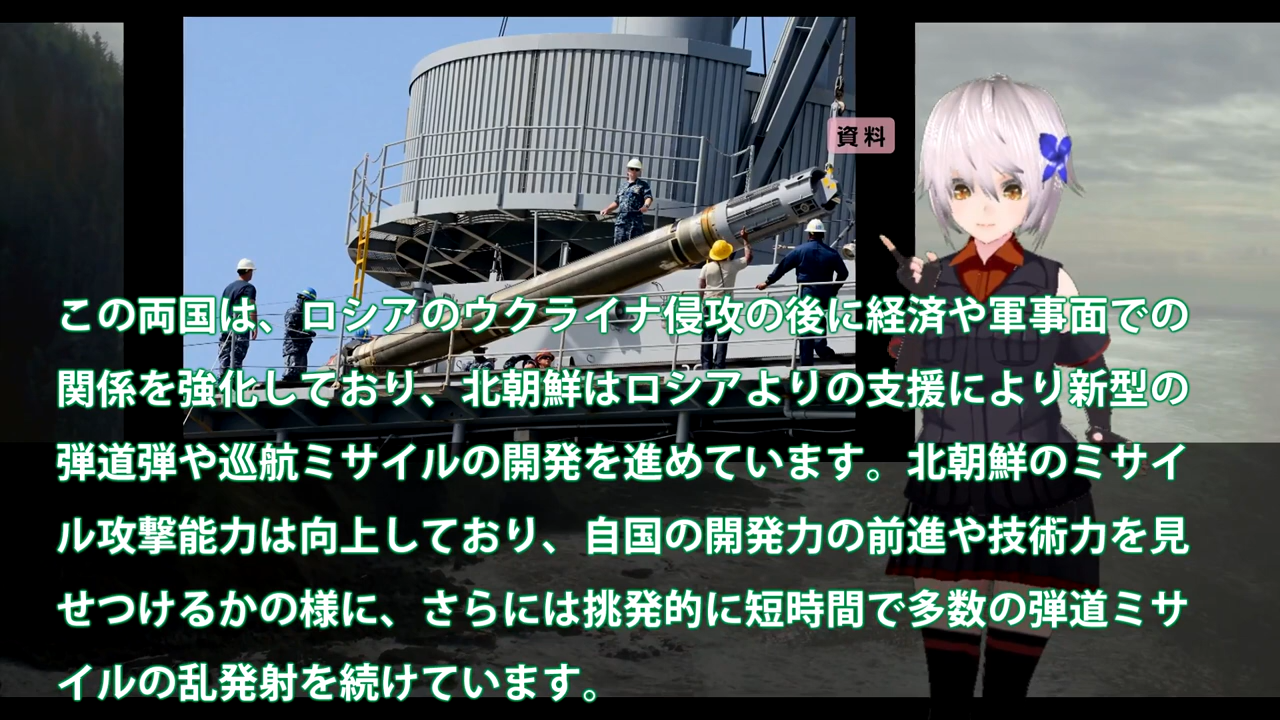 資料
この両国は、ロシアのウクライナ侵攻の後に経済や軍事面での
関係を強化しており、北朝鮮はロシアよりの支援により新型の
弾道弾や巡航ミサイルの開発を進めています。北朝鮮のミサイ
ル攻撃能力は向上しており、自国の開発力の前進や技術力を見
せつけるかの様に、さらには挑発的に短時間で多数の弾道ミサ
イルの乱発射を続けています。